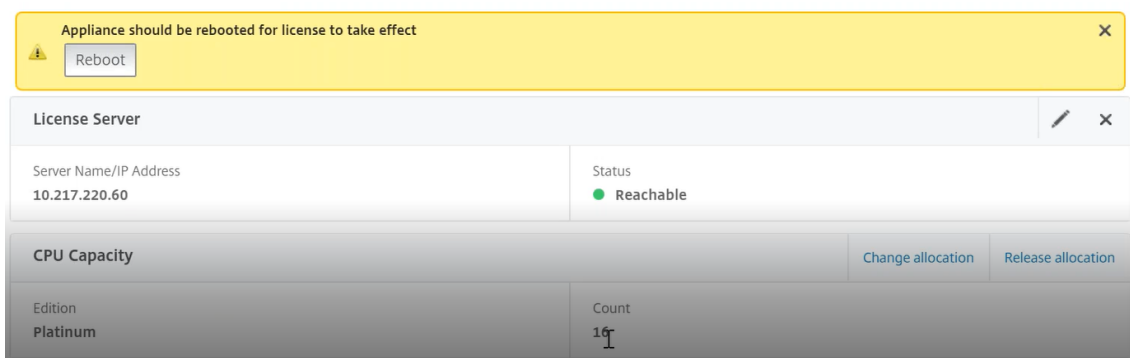 Appliance should be rebooted for license to take effect
Reboot
License Server
Server Name/IP Address
Status
10.217.220.60
Reachable
CPU Capacity
Change allocation
Release allocation
Edition
Count
Platinum
16